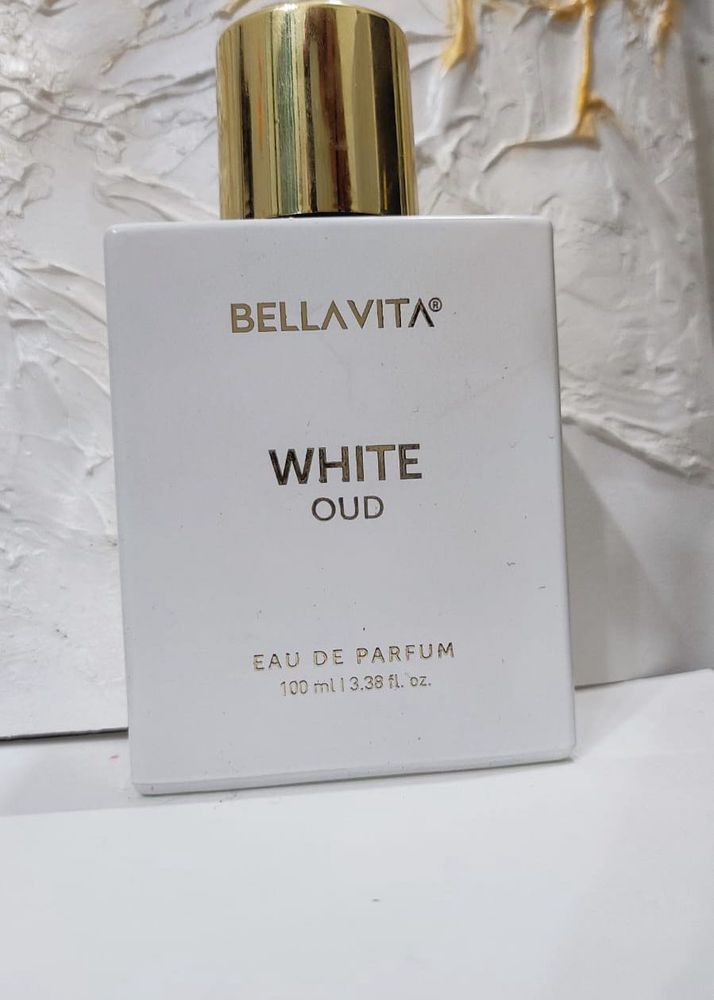 BELLAVITA®
WHITE
OUD
EAU DE PARFUM
100 ml | 3.38 fl. oz.